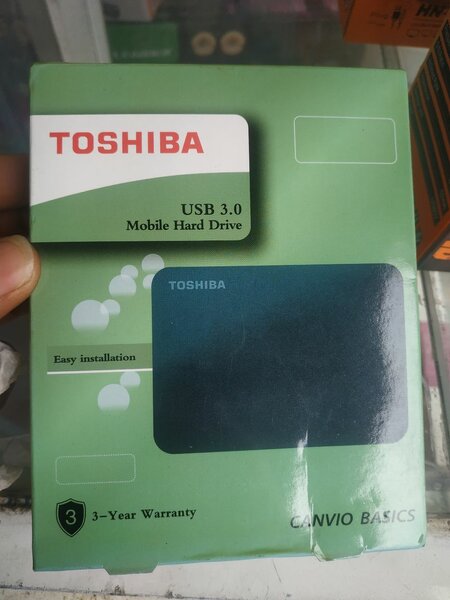 TOSHIBA
USB 3.0
Mobile Hard Drive
TOSHIBA
Easy installation
3
3-Year Warranty
CANVIO BASICS